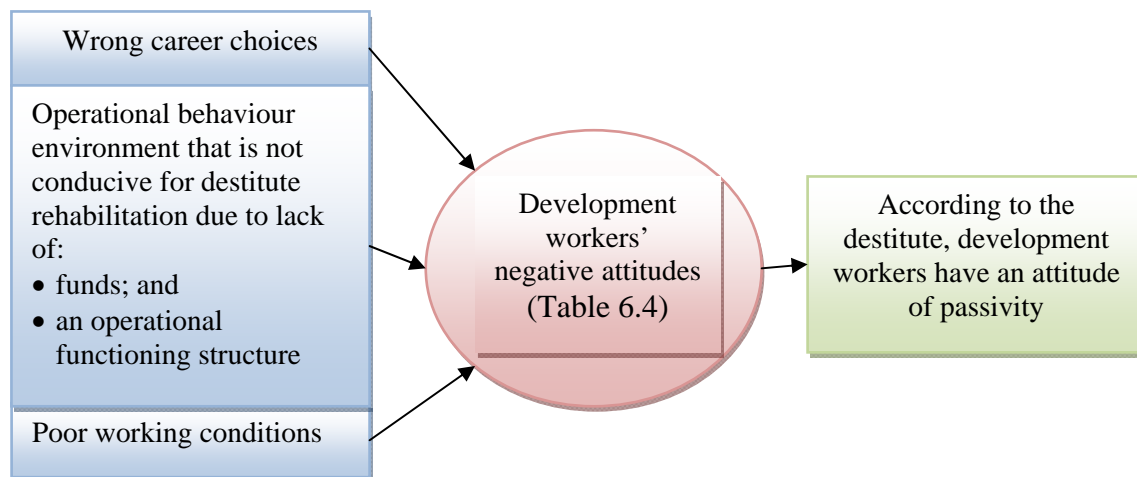 Wrong career choices
Operational behaviour
environment that is not
conducive for destitute
rehabilitation due to lack
of:
• funds; and
• an operational
functioning structure
Poor working conditions
Development
workers’
negative attitudes
(Table 6.4)
According to the
destitute, development
workers have an attitude
of passivity